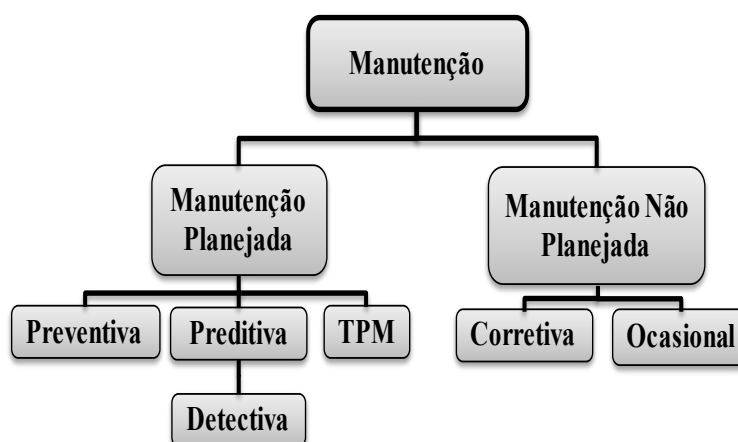 Manutenção
Manutenção
Planejada
Manutenção Não
Planejada
Preventiva
Preditiva
TPM
Corretiva
Ocasional
Detectiva